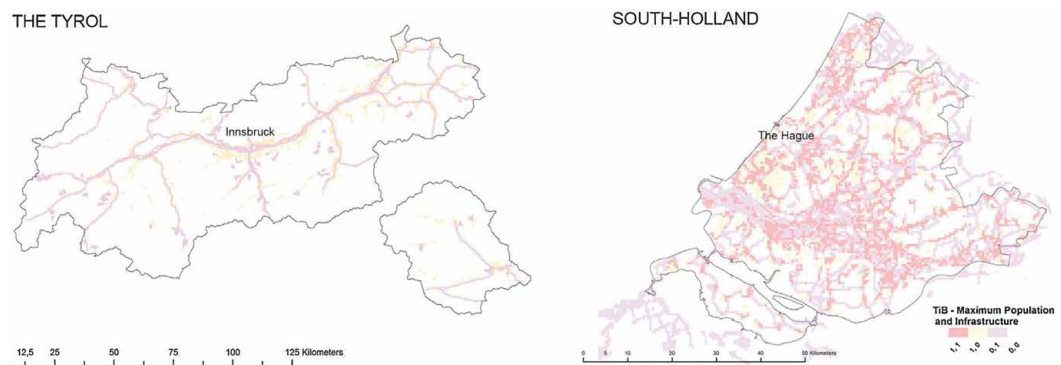 THE TYROL
SOUTH-HOLLAND
Innsbruck
The Hague
TiB - Maximum Population
and Infrastructure
1,1 1,0 0,1 0,0
12,5 25 50 75 100 125 Kilometers
0 5 10 20 30 40 50 Kilometers